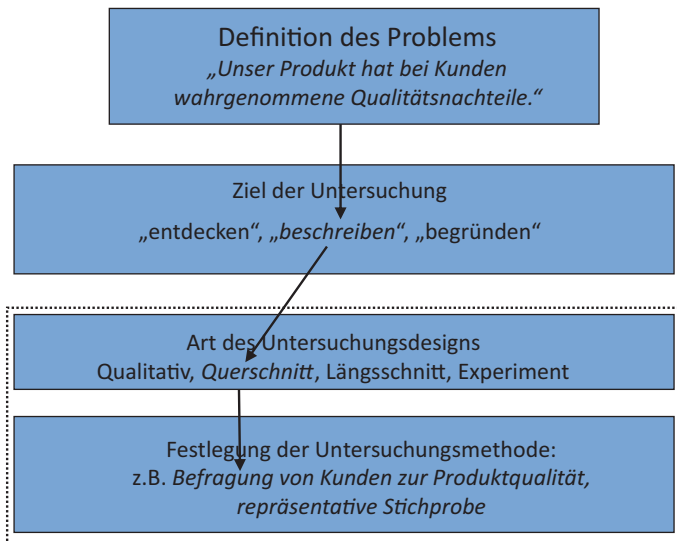 Definition des Problems
„Unser Produkt hat bei Kunden
wahrgenommene Qualitätsnachteile.“
Ziel der Untersuchung
„entdecken“, „beschreiben“, „begründen“
Art des Untersuchungsdesigns
Qualitativ, Querschnitt, Längsschnitt, Experiment
Festlegung der Untersuchungsmethode:
z.B. Befragung von Kunden zur Produktqualität,
repräsentative Stichprobe